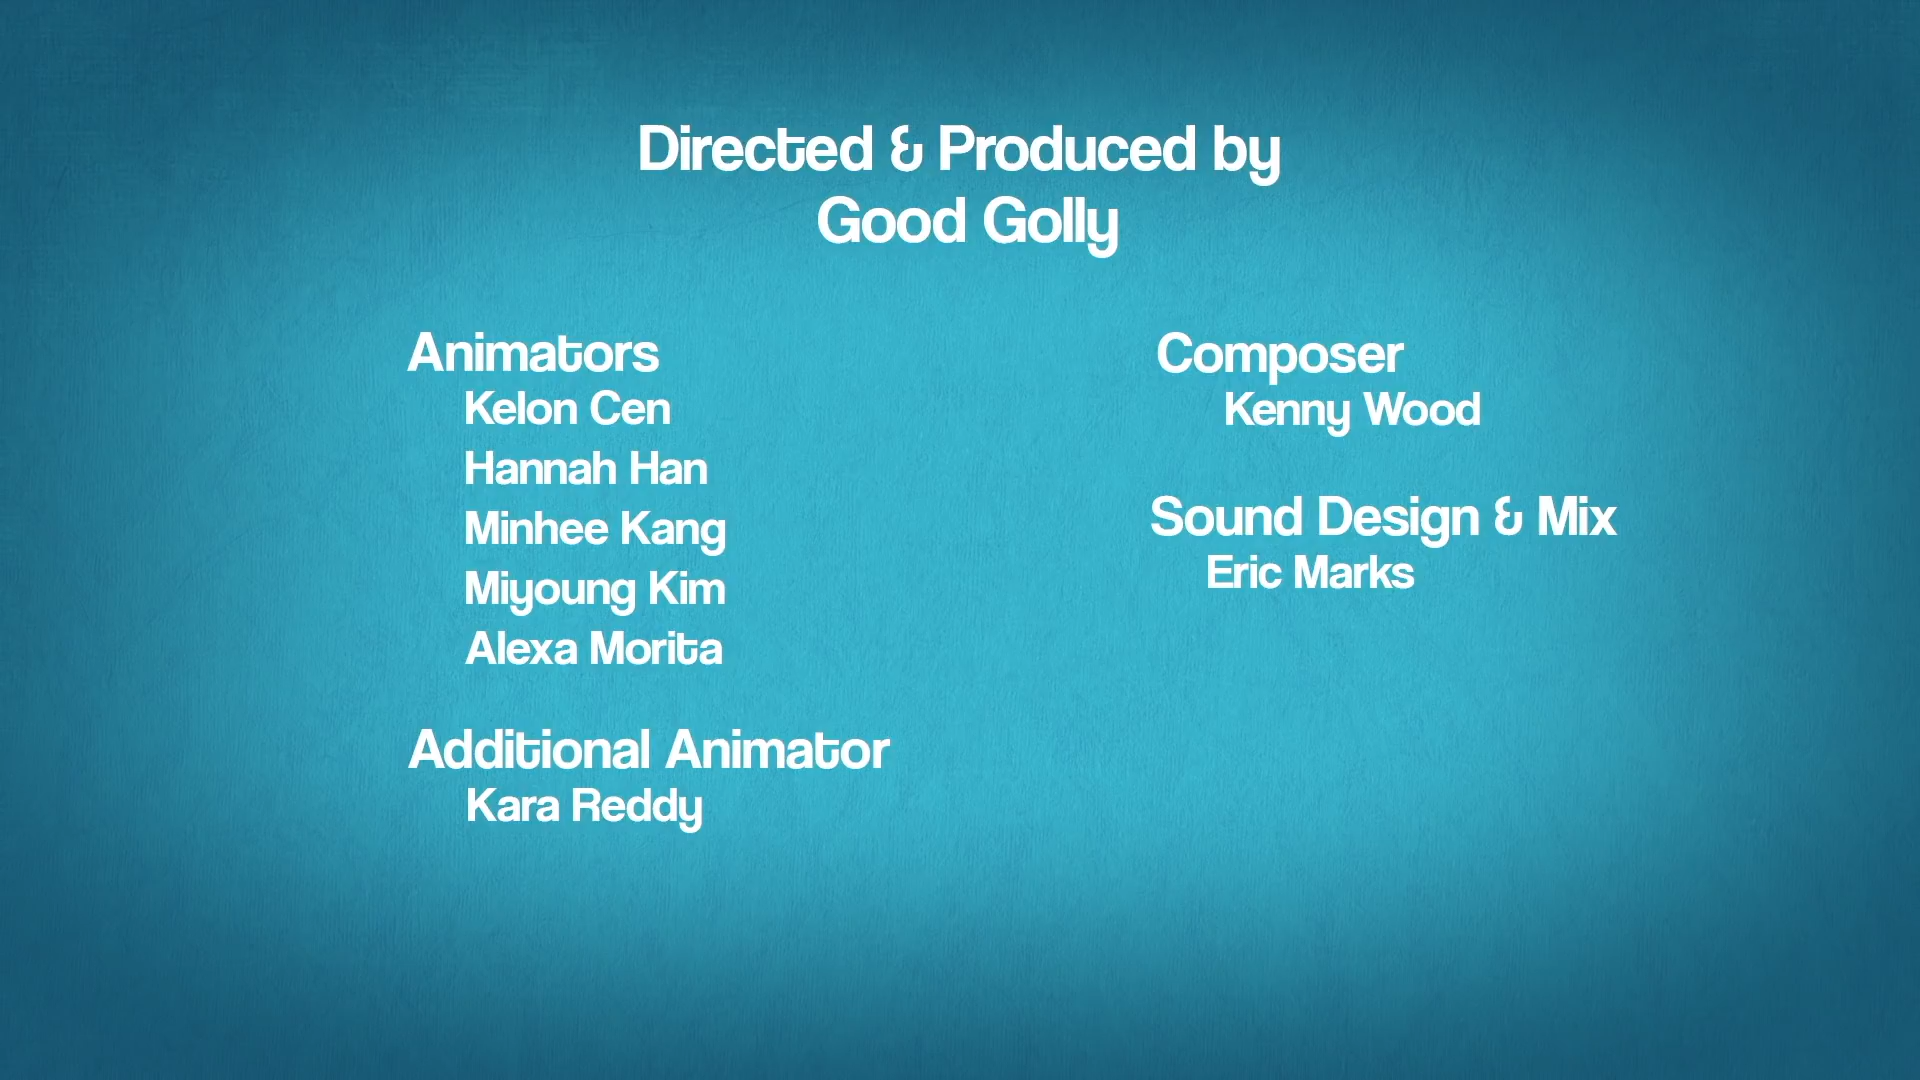 Directed & Produced by
Good Golly
Animators
Kelon Cen
Hannah Han
Minhee Kang
Miyoung Kim
Alexa Morita
Additional Animator
Kara Reddy
Composer
Kenny Wood
Sound Design & Mix
Eric Marks